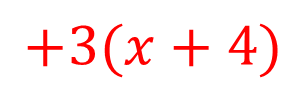 +3(x + 4)